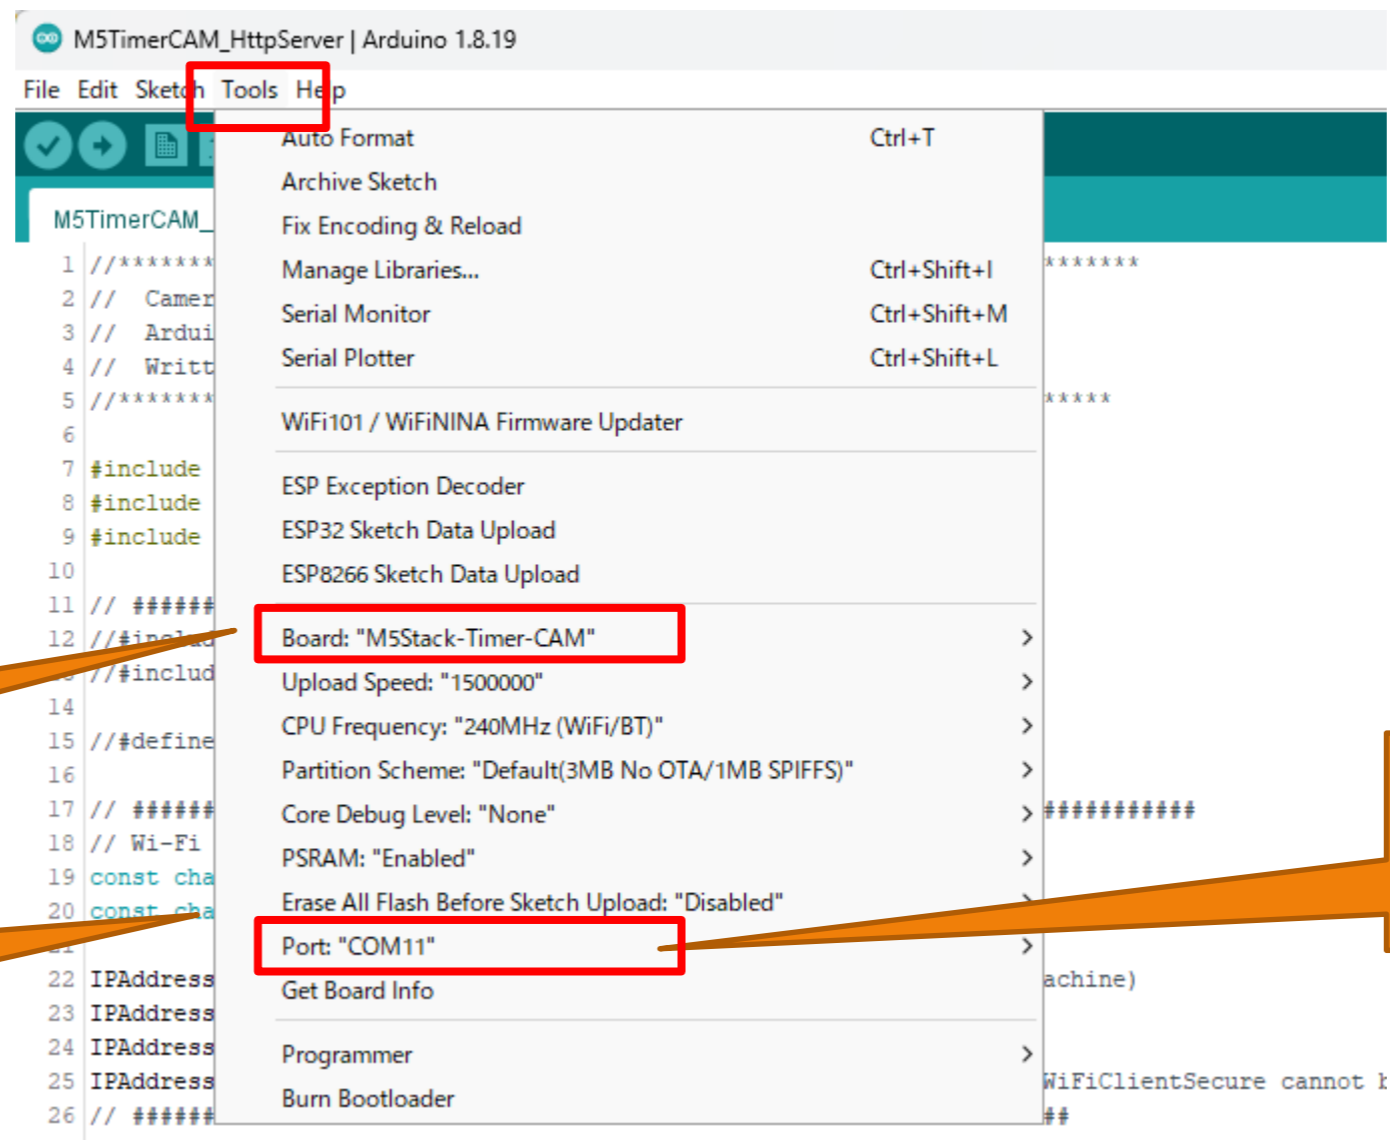 M5TimerCAM_HttpServer | Arduino 1.8.19
File Edit Sketch Tools Help
Auto Format Ctrl+T
Archive Sketch
M5TimerCAM_
Fix Encoding & Reload
1 //******* *******
Manage Libraries... Ctrl+Shift+I
2 // Camer
Serial Monitor Ctrl+Shift+M
3 // Ardui
Serial Plotter Ctrl+Shift+L
4 // Writt
5 //******* *****
WiFi101 / WiFiNINA Firmware Updater
6
7 #include
ESP Exception Decoder
8 #include
ESP32 Sketch Data Upload
9 #include
10
ESP8266 Sketch Data Upload
11 // ######
12 //#includ
Board: "M5Stack-Timer-CAM"
//#includ
Upload Speed: "1500000"
14
CPU Frequency: "240MHz (WiFi/BT)"
15 //#define
Partition Scheme: "Default(3MB No OTA/1MB SPIFFS)"
16
17 // ###### ###########
Core Debug Level: "None"
18 // Wi-Fi
PSRAM: "Enabled"
19 const cha
Erase All Flash Before Sketch Upload: "Disabled"
20 const cha
Port: "COM11"
21
22 IPAddress achine)
Get Board Info
23 IPAddress
24 IPAddress
Programmer
25 IPAddress WiFiClientSecure cannot b
Burn Bootloader
26 // ###### ##